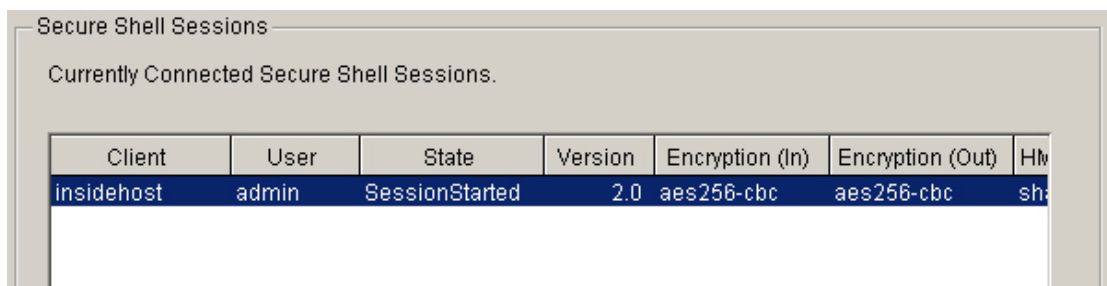 Secure Shell Sessions
Currently Connected Secure Shell Sessions.
Client User State Version Encryption (In) Encryption (Out)
insidehost admin SessionStarted 2.0 aes256-cbc aes256-cbc